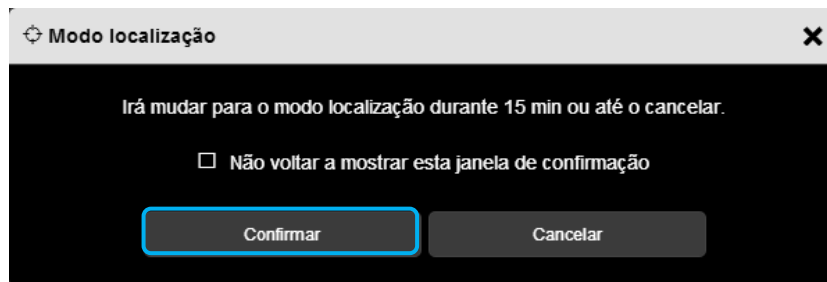 Modo localização
Irá mudar para o modo localização durante 15 min ou até o cancelar.
Não voltar a mostrar esta janela de confirmação
Confirmar
Cancelar